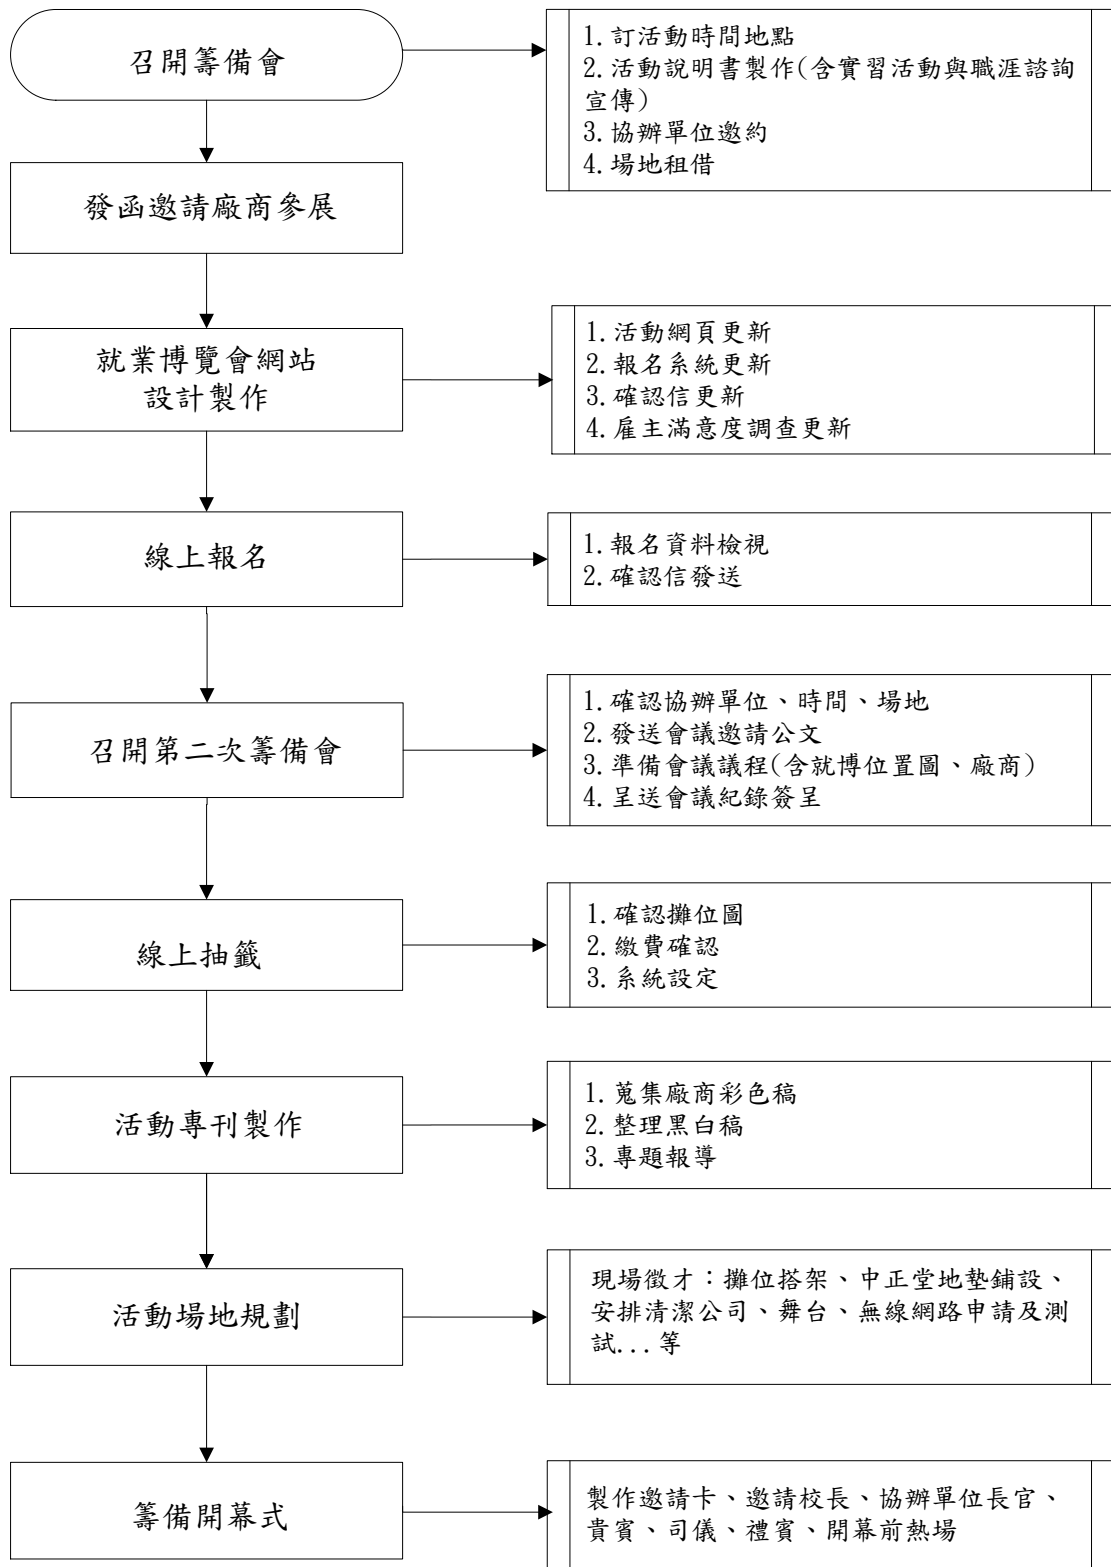 召開籌備會
1.訂活動時間地點
2.活動說明書製作(含實習活動與職涯諮詢
宣傳)
3.協辦單位邀約
4.場地租借
發函邀請廠商參展
就業博覽會網站
設計製作
1.活動網頁更新
2.報名系統更新
3.確認信更新
4.雇主滿意度調查更新
線上報名
1.報名資料檢視
2.確認信發送
召開第二次籌備會
1.確認協辦單位、時間、場地
2.發送會議邀請公文
3.準備會議議程(含就博位置圖、廠商)
4.呈送會議紀錄簽呈
線上抽籤
1.確認攤位圖
2.繳費確認
3.系統設定
活動專刊製作
1.蒐集廠商彩色稿
2.整理黑白稿
3.專題報導
活動場地規劃
現場徵才：攤位搭架、中正堂地墊鋪設、
安排清潔公司、舞台、無線網路申請及測
試...等
籌備開幕式
製作邀請卡、邀請校長、協辦單位長官、
貴賓、司儀、禮賓、開幕前熱場